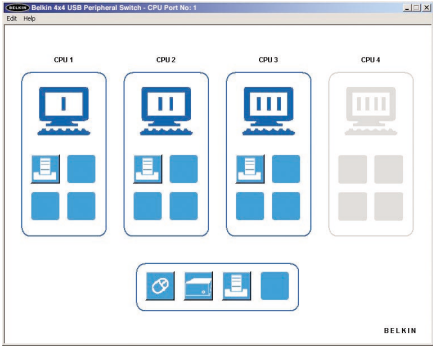 BELKIN Belkin 4x4 USB Peripheral Switch - CPU Port No: 1
Edit Help
CPU 1 CPU 2 CPU 3 CPU 4
BELKIN